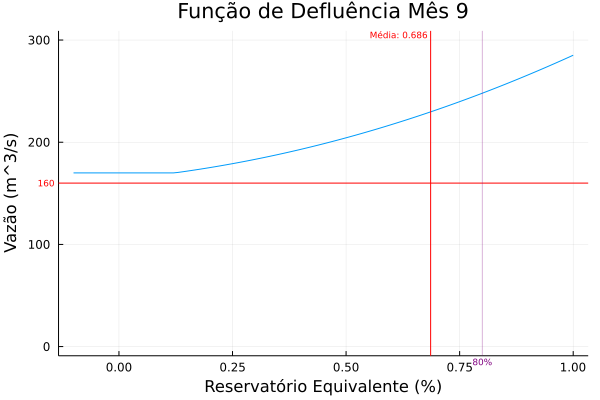 Função de Defluência Mês 9
Média: 0.686
300
200
160
100
0
Vazão (m^3/s)
0.00
0.25
0.50
0.75
80%
1.00
Reservatório Equivalente (%)